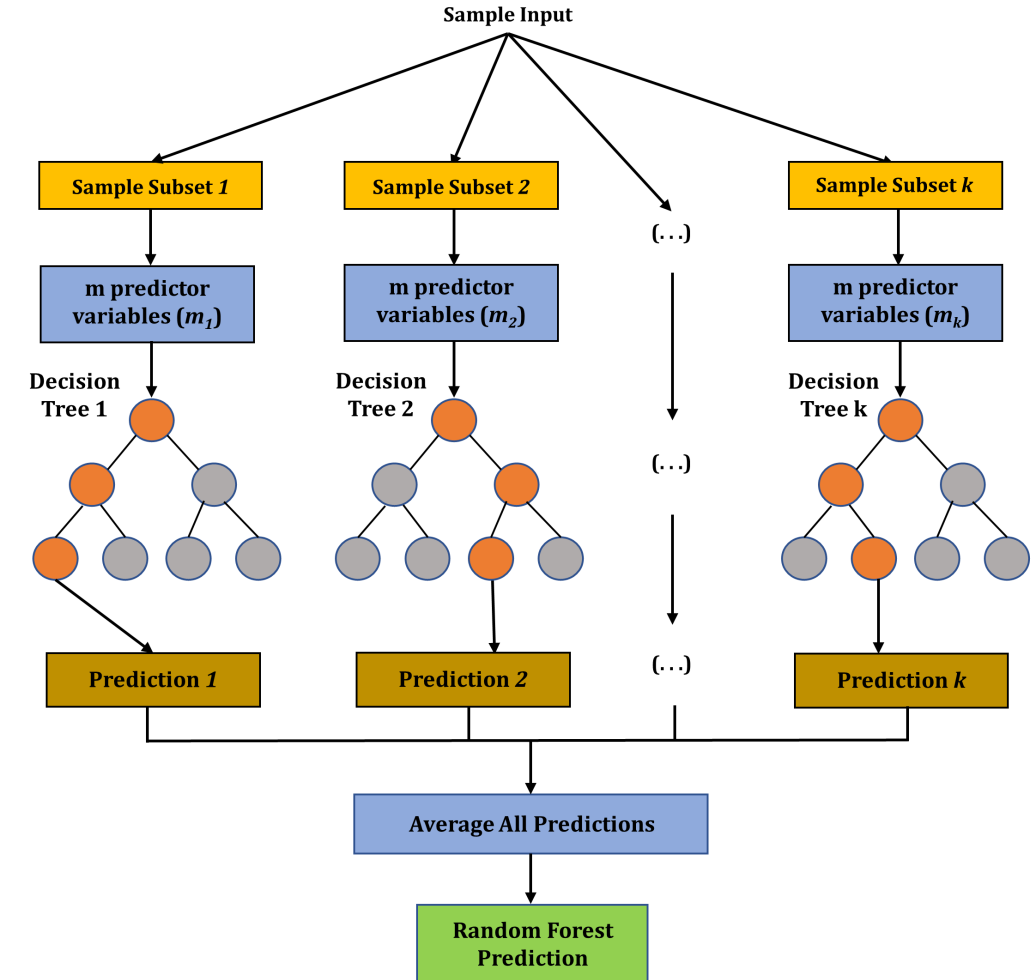 Sample Input
Sample Subset 1
Sample Subset 2
Sample Subset k
(...)
m predictor
variables (m₁)
m predictor
variables (m₂)
m predictor
variables (mₖ)
Decision
Tree 1
Decision
Tree 2
(...)
Decision
Tree k
Prediction 1
Prediction 2
(...)
Prediction k
Average All Predictions
Random Forest
Prediction